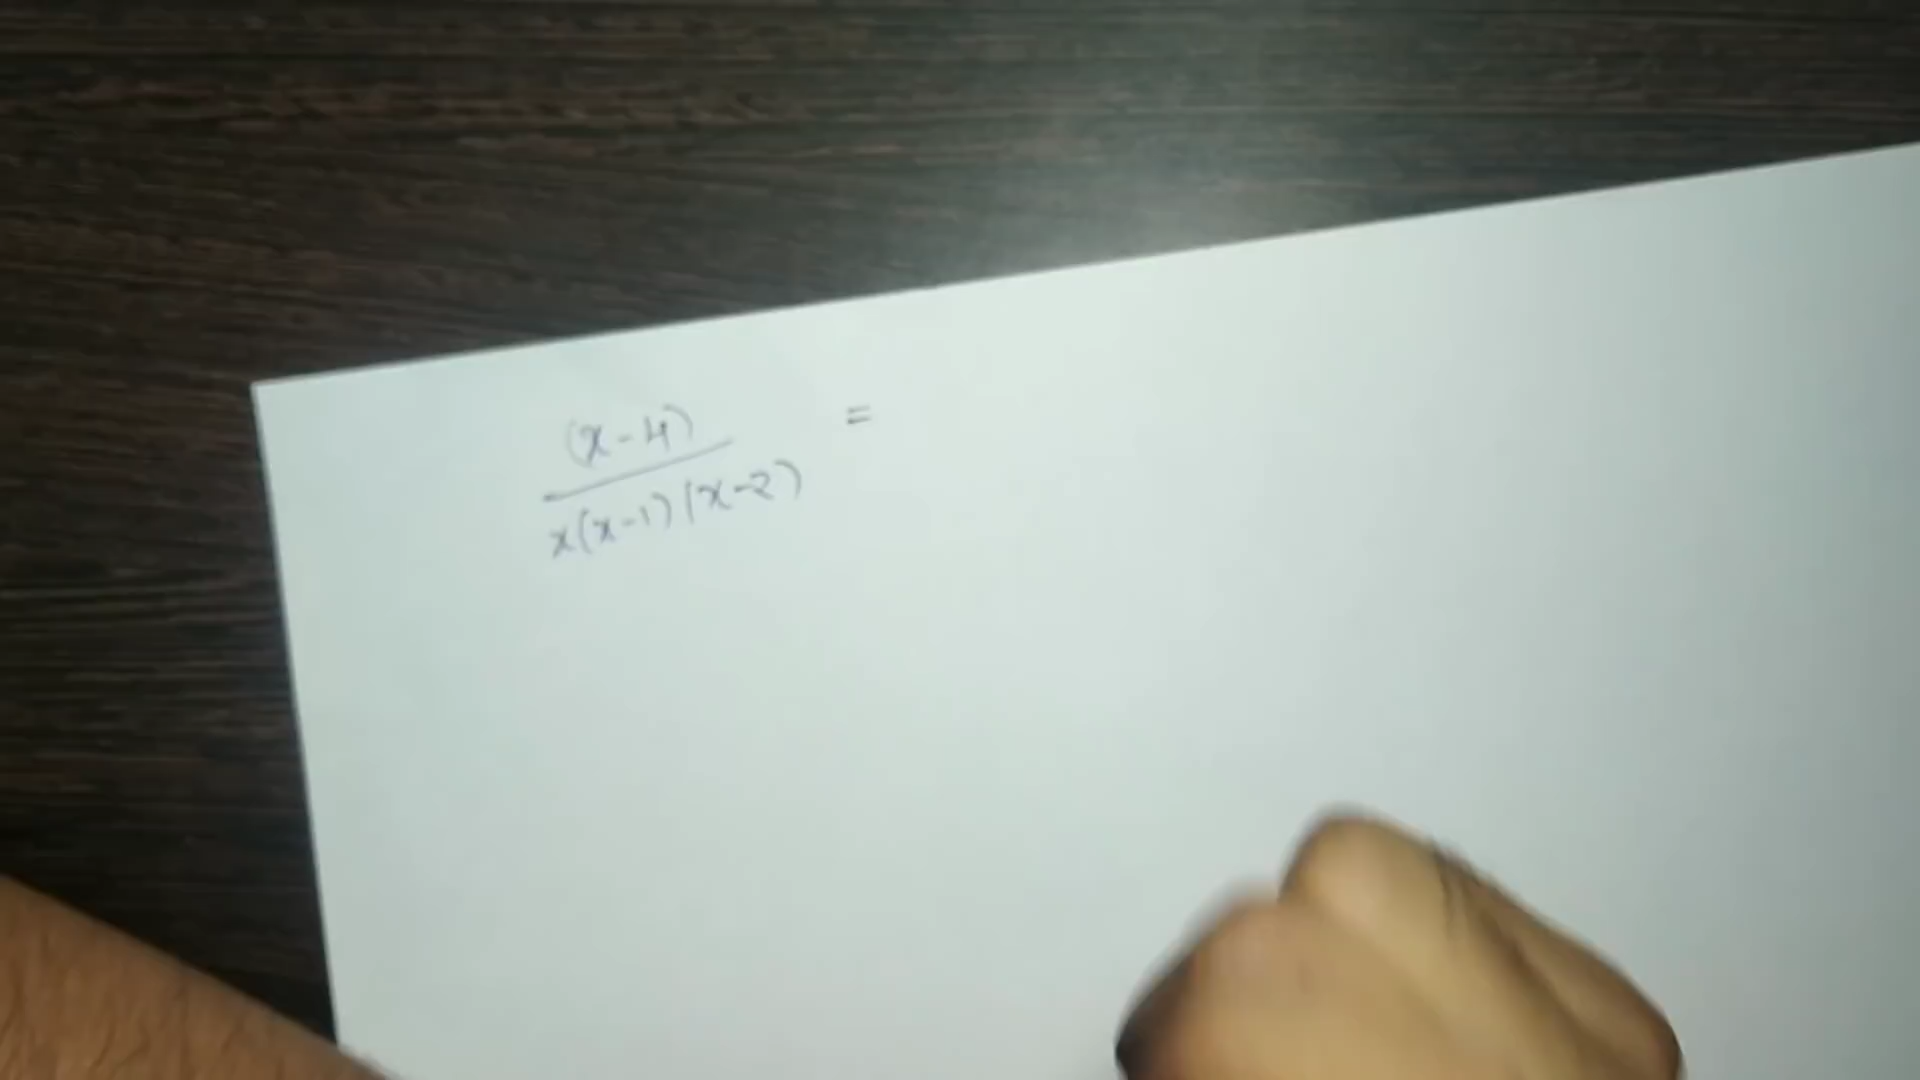 (x-4) =
x(x-1)(x-2)